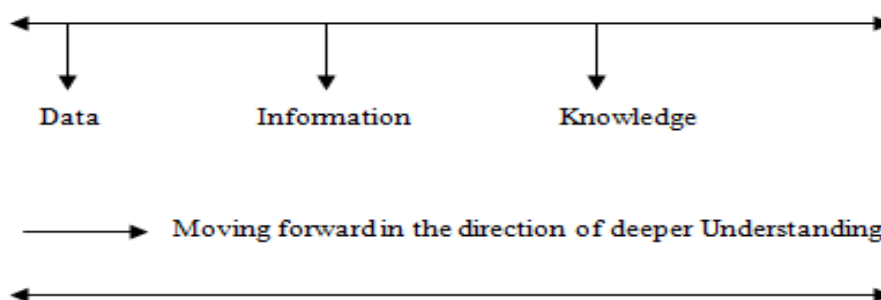 Data Information Knowledge
Moving forward in the direction of deeper Understanding